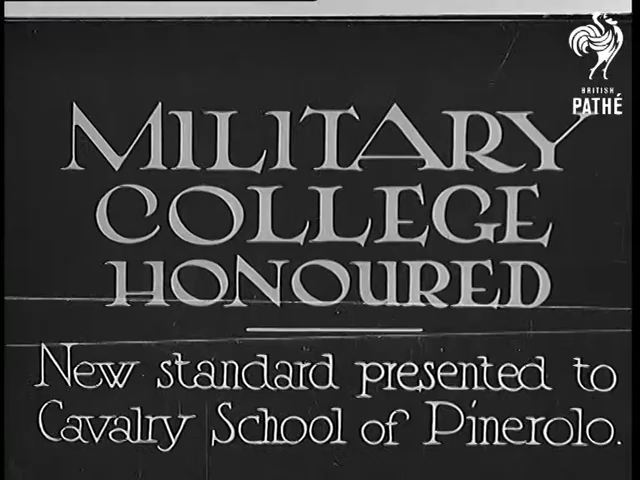 BRITISH
PATHÉ
MILITARY
COLLEGE
HONOURED
New standard presented to
Cavalry School of Pinerolo.